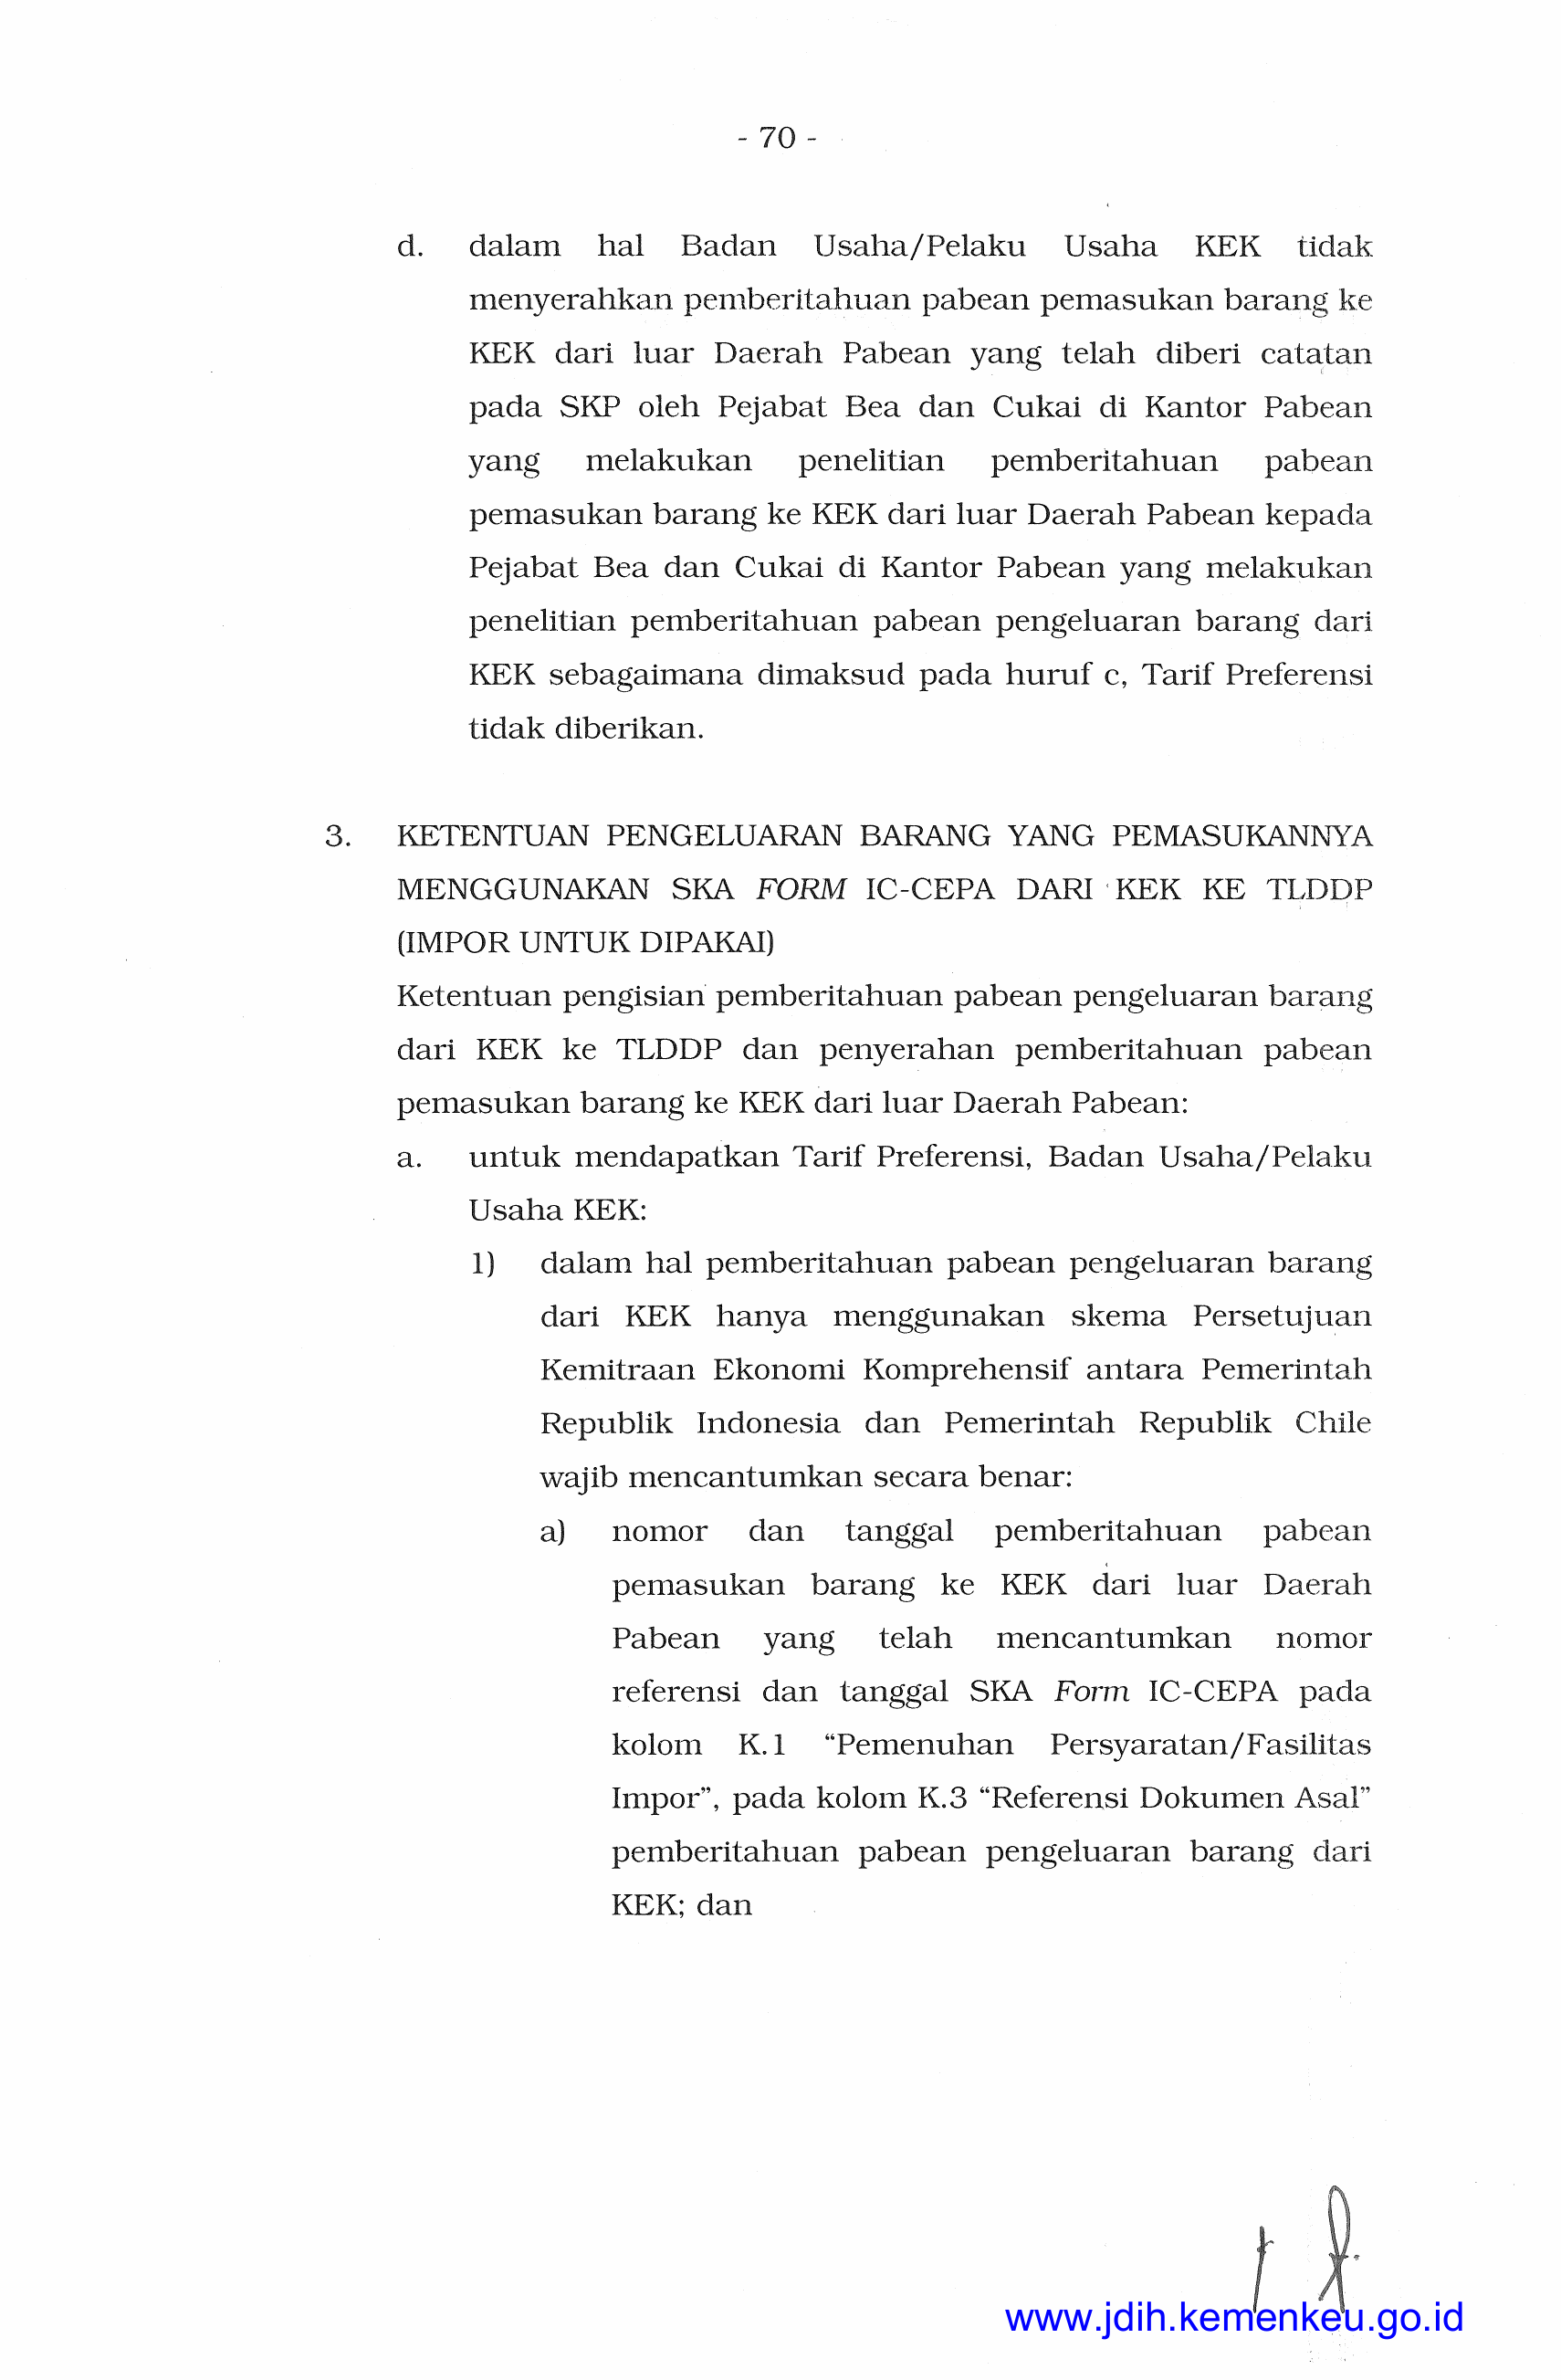 - 70 -
d. dalam hal Badan Usaha/Pelaku Usaha KEK tidak
menyerahkan pemberitahuan pabean pemasukan barang ke
KEK dari luar Daerah Pabean yang telah diberi catatan
pada SKP oleh Pejabat Bea dan Cukai di Kantor Pabean
yang melakukan penelitian pemberitahuan pabean
pemasukan barang ke KEK dari luar Daerah Pabean kepada
Pejabat Bea dan Cukai di Kantor Pabean yang melakukan
penelitian pemberitahuan pabean pengeluaran barang dari
KEK sebagaimana dimaksud pada huruf c, Tarif Preferensi
tidak diberikan.
3. KETENTUAN PENGELUARAN BARANG YANG PEMASUKANNYA
MENGGUNAKAN SKA FORM IC-CEPA DARI KEK KE TLDDP
(IMPOR UNTUK DIPAKAI)
Ketentuan pengisian pemberitahuan pabean pengeluaran barang
dari KEK ke TLDDP dan penyerahan pemberitahuan pabean
pemasukan barang ke KEK dari luar Daerah Pabean:
a. untuk mendapatkan Tarif Preferensi, Badan Usaha/Pelaku
Usaha KEK:
1) dalam hal pemberitahuan pabean pengeluaran barang
dari KEK hanya menggunakan skema Persetujuan
Kemitraan Ekonomi Komprehensif antara Pemerintah
Republik Indonesia dan Pemerintah Republik Chile
wajib mencantumkan secara benar:
a) nomor dan tanggal pemberitahuan pabean
pemasukan barang ke KEK dari luar Daerah
Pabean yang telah mencantumkan nomor
referensi dan tanggal SKA Form IC-CEPA pada
kolom K.1 “Pemenuhan Persyaratan/Fasilitas
Impor”, pada kolom K.3 “Referensi Dokumen Asal”
pemberitahuan pabean pengeluaran barang dari
KEK; dan
www.jdih.kemenkeu.go.id